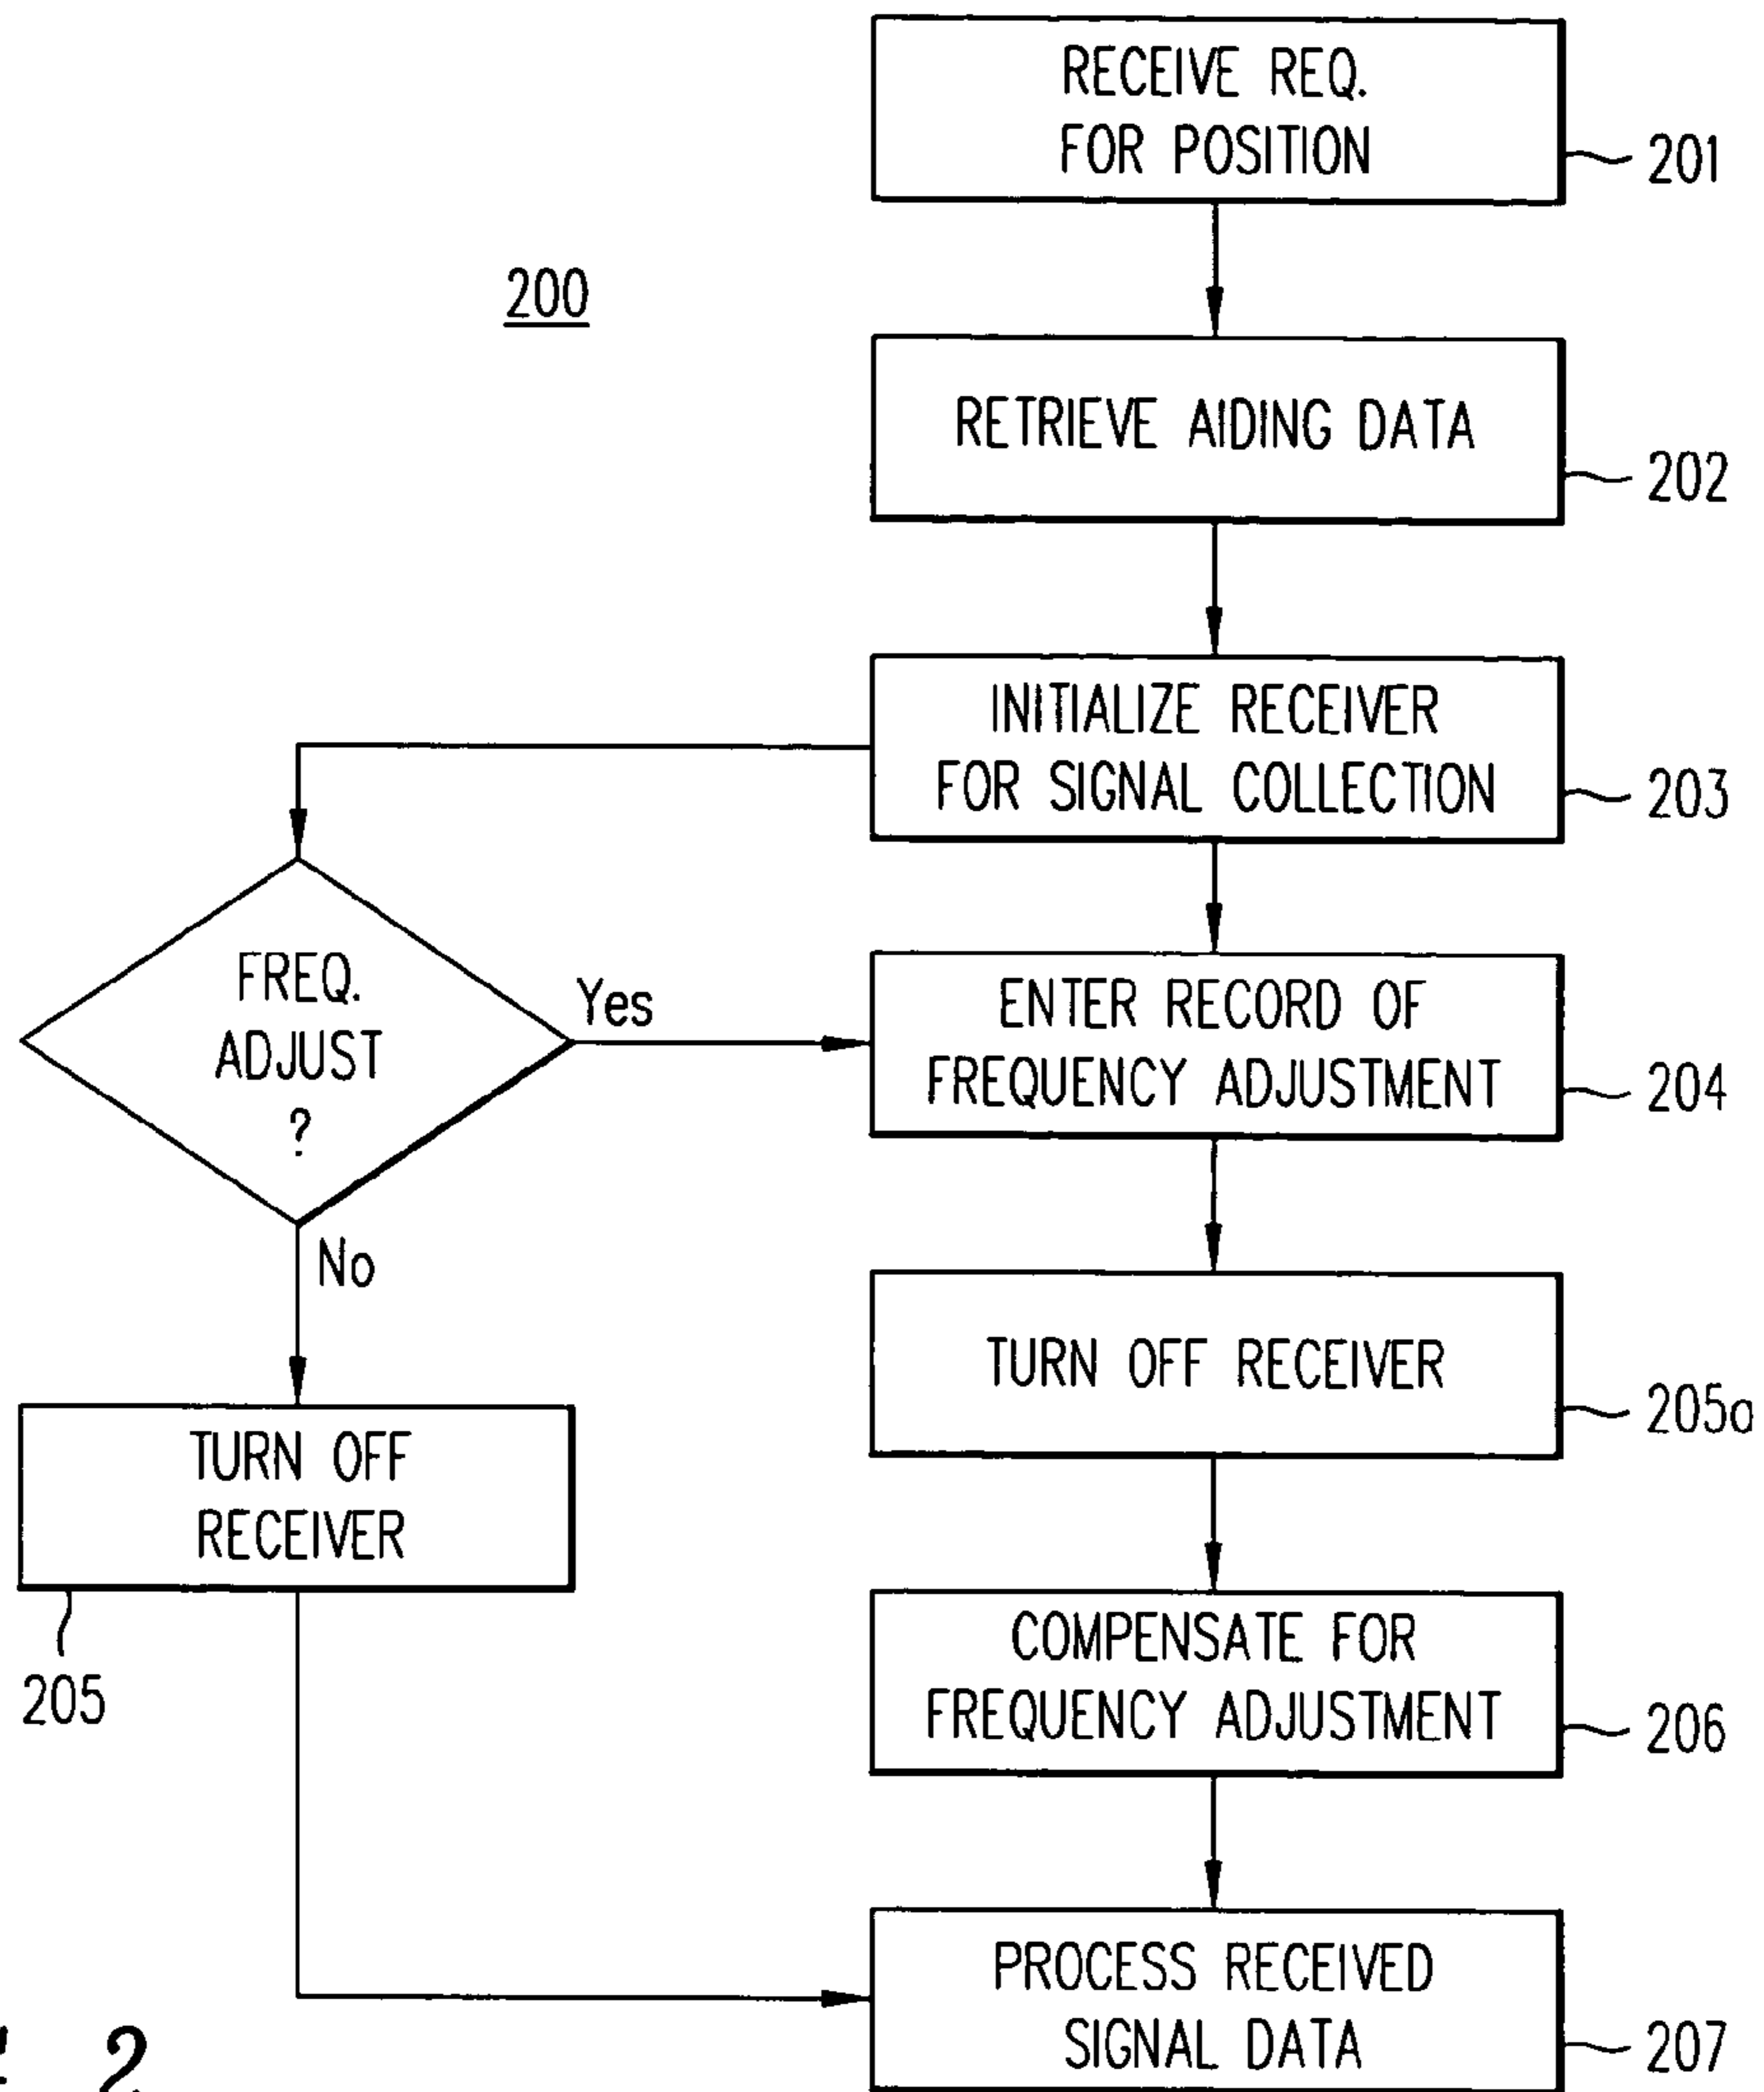 RECEIVE REQ.
FOR POSITION
201
200
RETRIEVE AIDING DATA
202
INITIALIZE RECEIVER
FOR SIGNAL COLLECTION
203
FREQ.
ADJUST
?
Yes
No
ENTER RECORD OF
FREQUENCY ADJUSTMENT
204
TURN OFF RECEIVER
205a
TURN OFF
RECEIVER
205
COMPENSATE FOR
FREQUENCY ADJUSTMENT
206
PROCESS RECEIVED
SIGNAL DATA
207
2